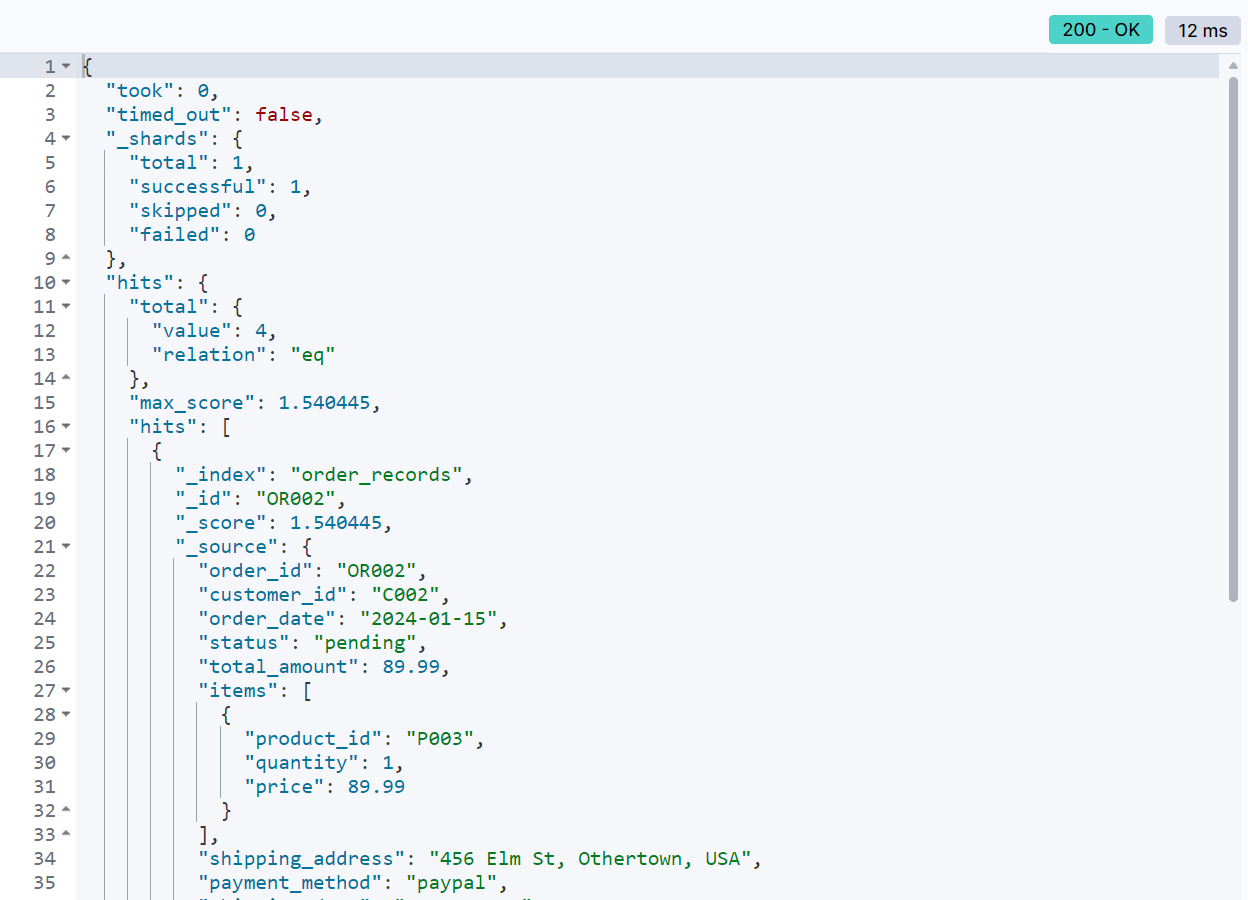 200 - OK 12 ms
1 {
2 "took": 0,
3 "timed_out": false,
4 "_shards": {
5 "total": 1,
6 "successful": 1,
7 "skipped": 0,
8 "failed": 0
9 },
10 "hits": {
11 "total": {
12 "value": 4,
13 "relation": "eq"
14 },
15 "max_score": 1.540445,
16 "hits": [
17 {
18 "_index": "order_records",
19 "_id": "OR002",
20 "_score": 1.540445,
21 "_source": {
22 "order_id": "OR002",
23 "customer_id": "C002",
24 "order_date": "2024-01-15",
25 "status": "pending",
26 "total_amount": 89.99,
27 "items": [
28 {
29 "product_id": "P003",
30 "quantity": 1,
31 "price": 89.99
32 }
33 ],
34 "shipping_address": "456 Elm St, Othertown, USA",
35 "payment_method": "paypal",